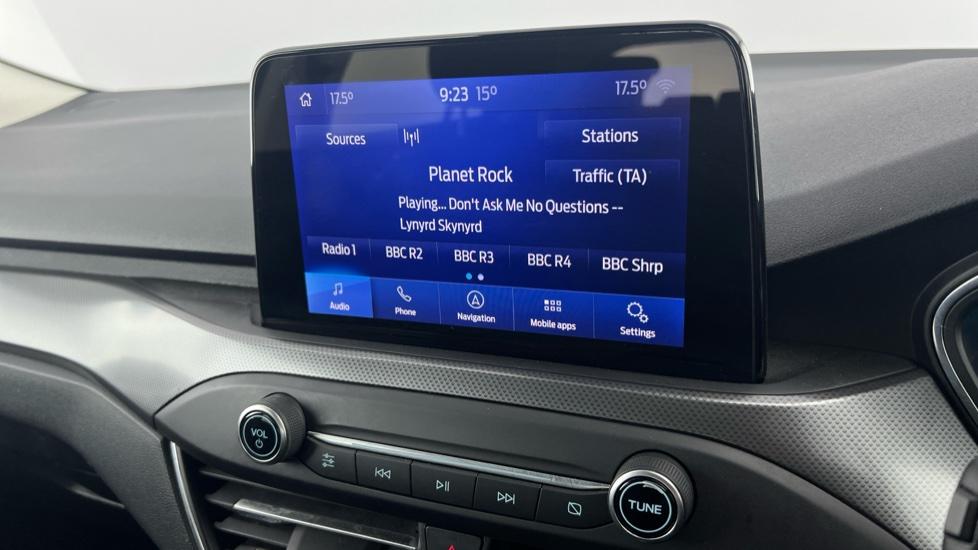 17.5° 9:23 15° 17.5°
Sources Stations
Planet Rock Traffic (TA)
Playing... Don't Ask Me No Questions --
Lynyrd Skynyrd
Radio 1 BBC R2 BBC R3 BBC R4 BBC Shrp
Audio Phone Navigation Mobile apps Settings
VOL
TUNE